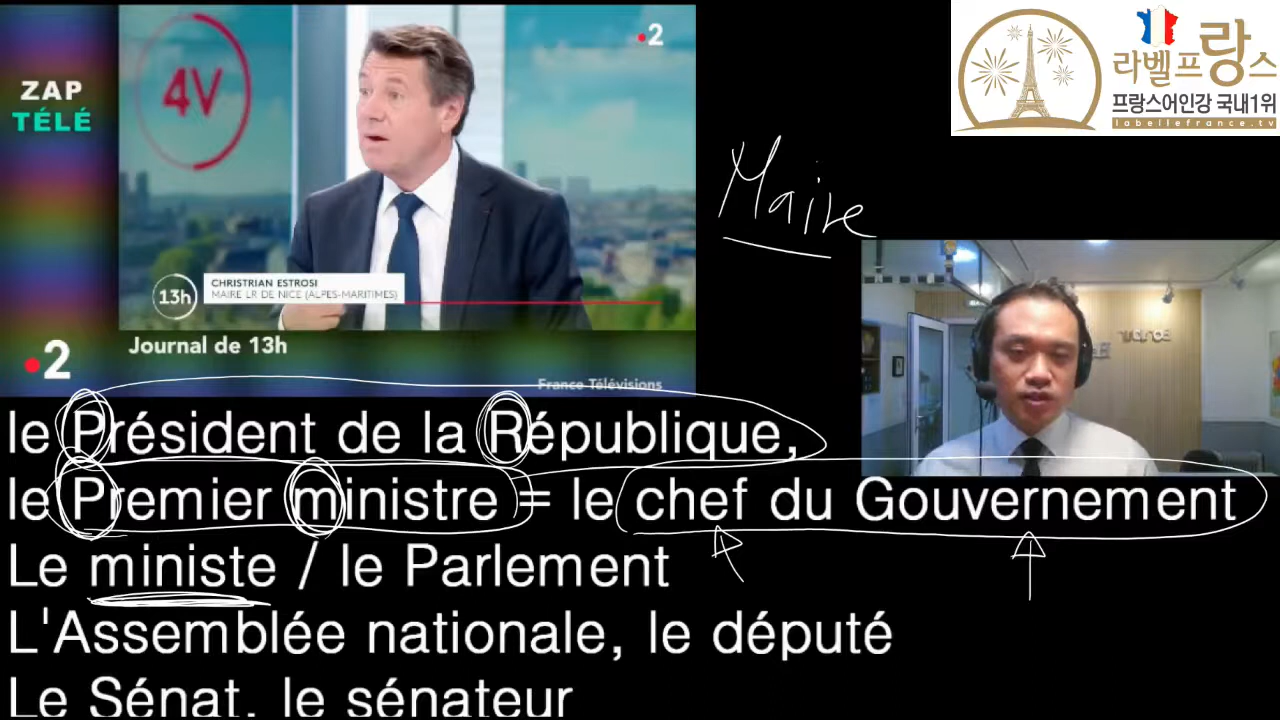 ZAP
TÉLÉ
4V
2
CHRISTRIAN ESTROSI
MAIRE LR DE NICE (ALPES-MARITIMES)
13h
2
Journal de 13h
France Télévisions
라벨프랑스
프랑스어인강 국내1위
labellefrance.tv
Maire
le Président de la République,
le Premier ministre = le chef du Gouvernement
Le ministe / le Parlement
L'Assemblée nationale, le député
Le Sénat, le sénateur